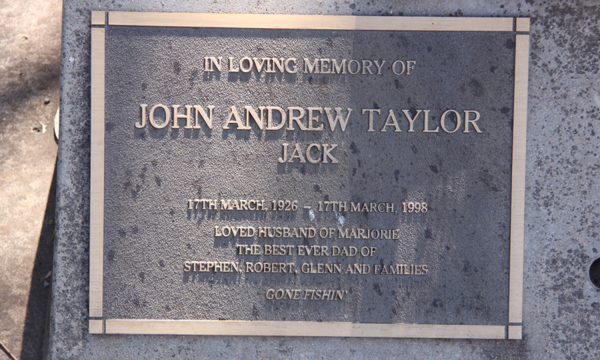 IN LOVING MEMORY OF
JOHN ANDREW TAYLOR
JACK
17TH MARCH, 1926 – 17TH MARCH, 1998
LOVED HUSBAND OF MARJORIE
THE BEST EVER DAD OF
STEPHEN, ROBERT, GLENN AND FAMILIES
GONE FISHIN'